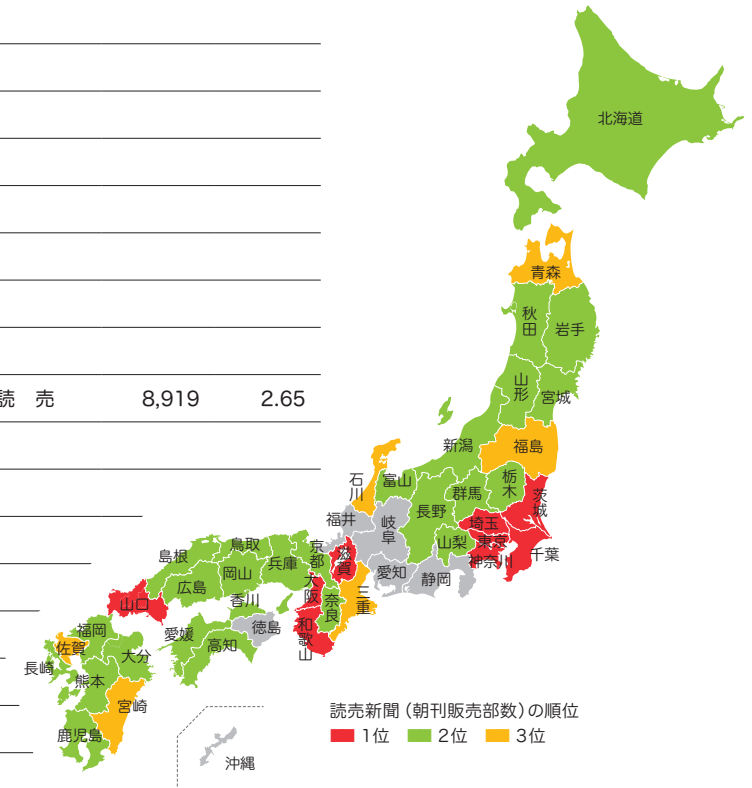 北海道
青森
秋田
岩手
山形
宮城
読 売 8,919 2.65
新潟
福島
石川
富山
群馬
栃木
茨城
福井
岐阜
長野
埼玉
山梨
東京
神奈川
千葉
島根
鳥取
兵庫
京都
滋賀
愛知
静岡
広島
岡山
大阪
奈良
三重
山口
香川
徳島
和歌山
福岡
愛媛
高知
佐賀
大分
長崎
熊本
宮崎
鹿児島
沖縄
読売新聞(朝刊販売部数)の順位
1位 2位 3位